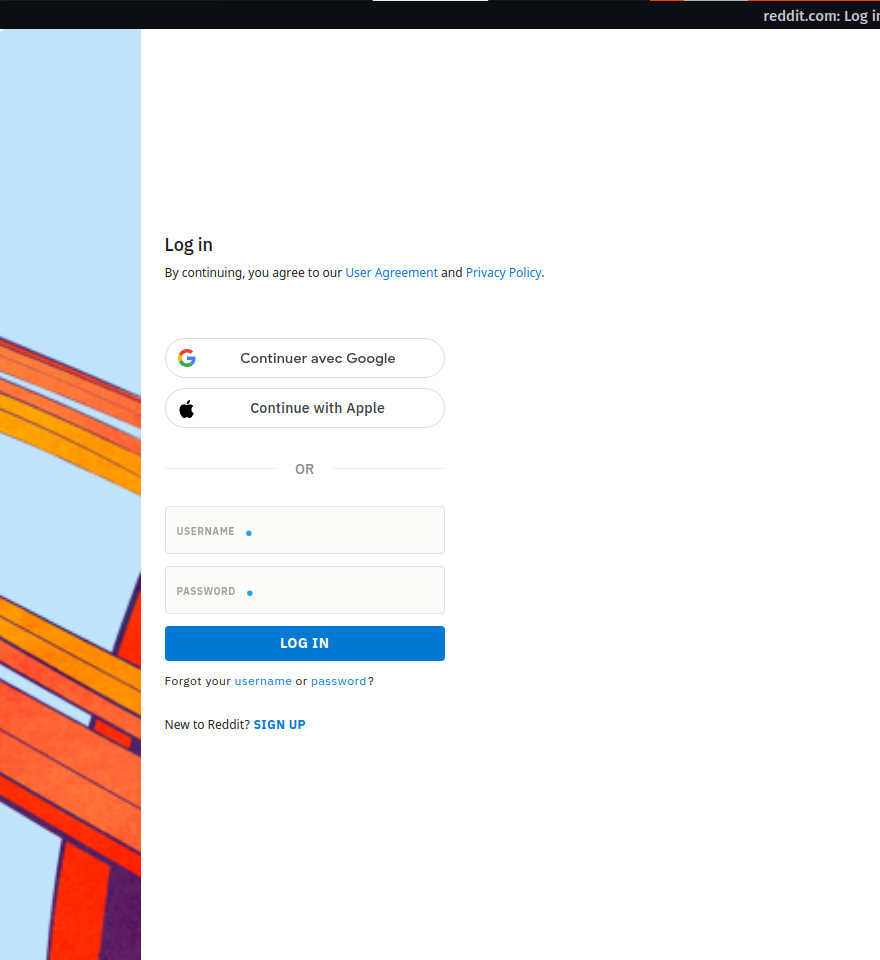 reddit.com: Log in
Log in
By continuing, you agree to our User Agreement and Privacy Policy.
Continuer avec Google
Continue with Apple
OR
USERNAME
PASSWORD
LOG IN
Forgot your username or password?
New to Reddit? SIGN UP